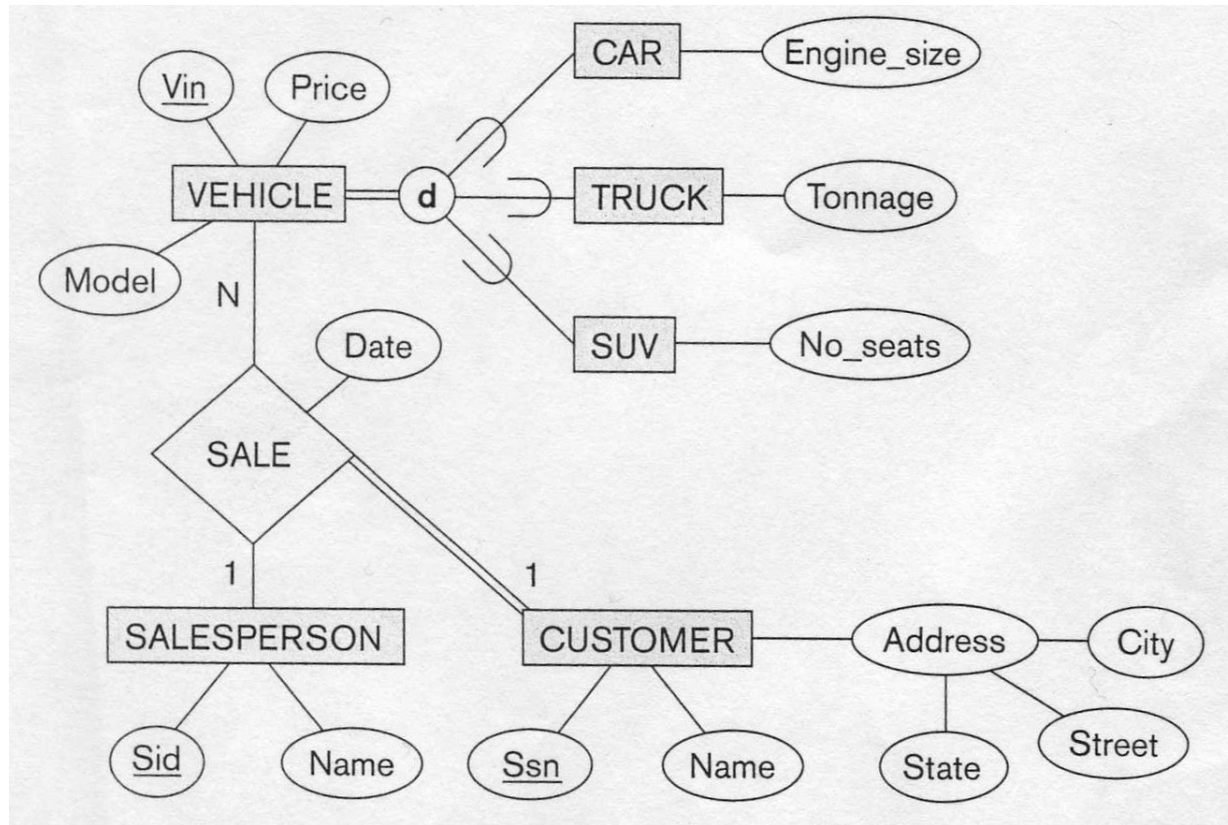 CAR
Engine_size
Vin
Price
VEHICLE
d
TRUCK
Tonnage
Model
N
Date
SUV
No_seats
SALE
1
1
SALESPERSON
CUSTOMER
Address
City
Sid
Name
Ssn
Name
State
Street